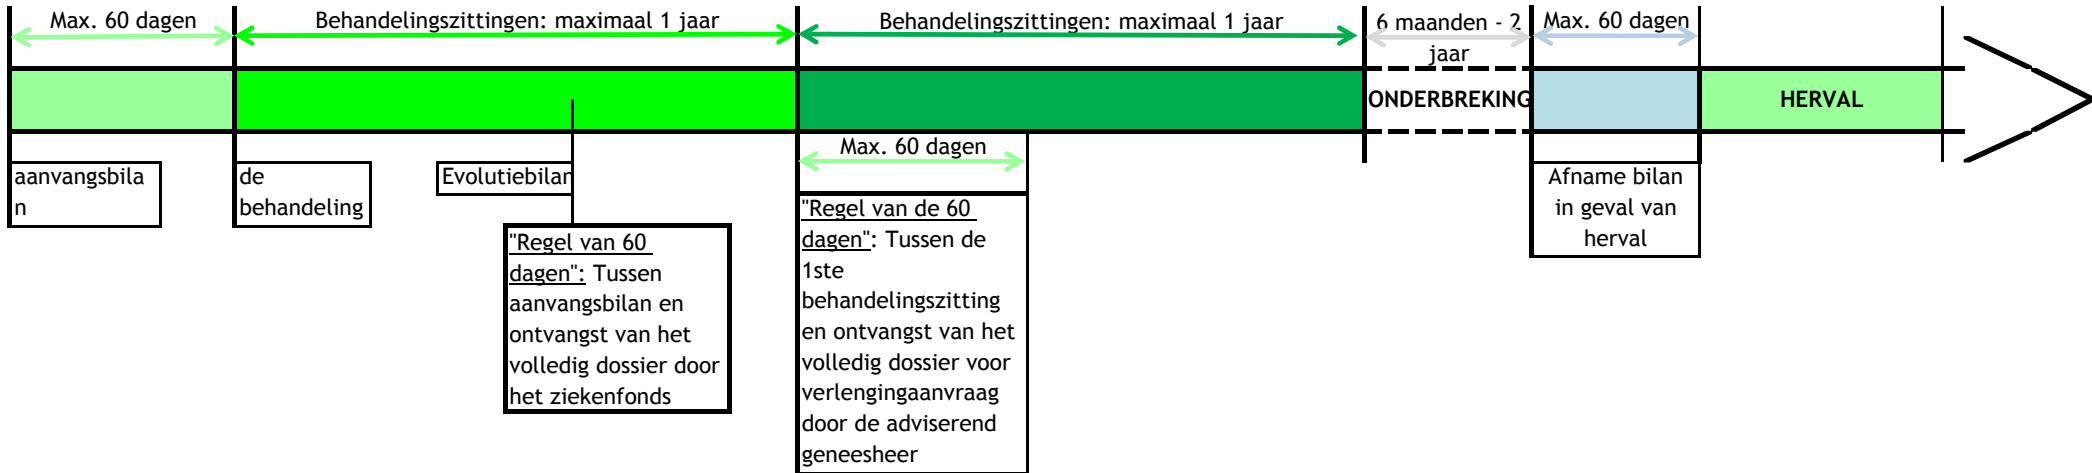 Max. 60 dagen
Behandelingszittingen: maximaal 1 jaar
Behandelingszittingen: maximaal 1 jaar
6 maanden - 2
jaar
Max. 60 dagen
ONDERBREKING
HERVAL
aanvangsbila
n
de
behandeling
Evolutiebilan
"Regel van 60
dagen": Tussen
aanvangsbilan en
ontvangst van het
volledig dossier door
het ziekenfonds
Max. 60 dagen
"Regel van de 60
dagen": Tussen de
1ste
behandelingszitting
en ontvangst van het
volledig dossier voor
verlengingaanvraag
door de adviserend
geneesheer
Afname bilan
in geval van
herval